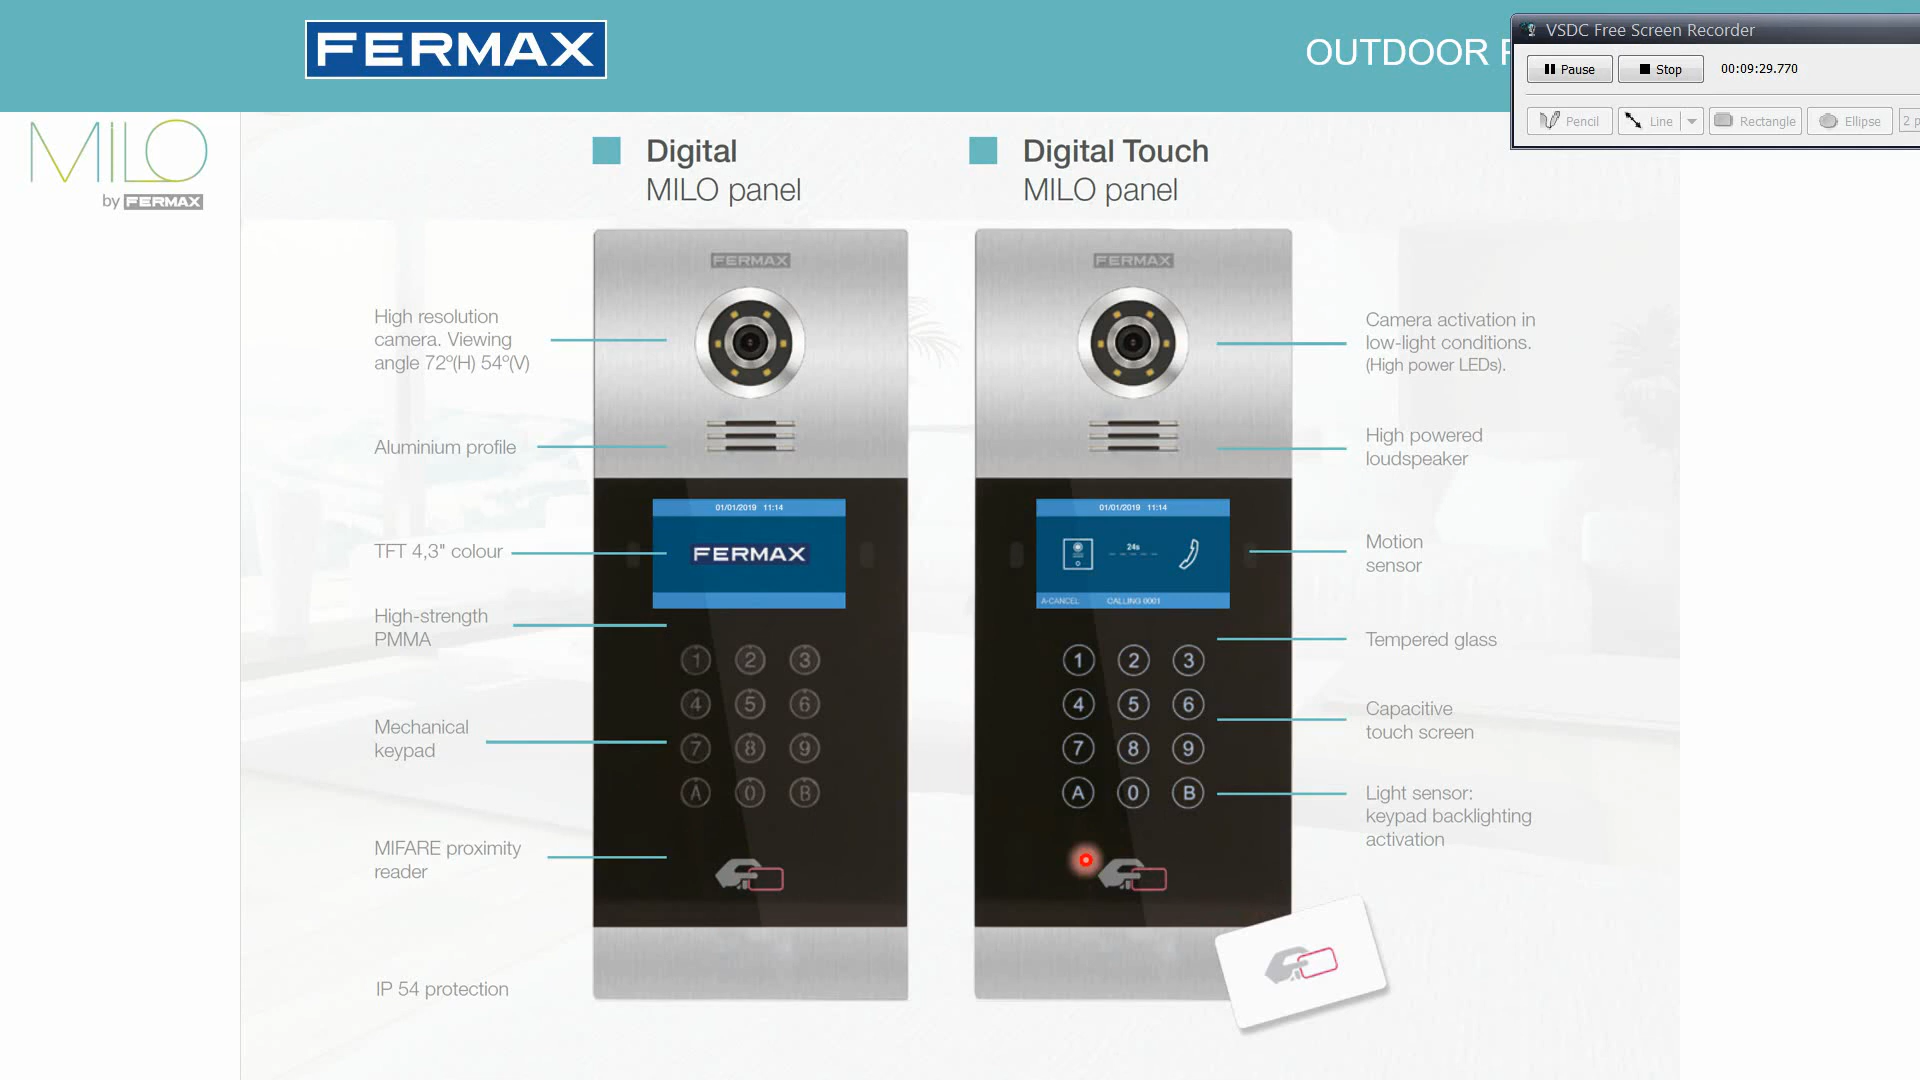 FERMAX
OUTDOOR
VSDC Free Screen Recorder
Pause
Stop
00:09:29.770
Pencil
Line
Rectangle
Ellipse
2 p
MILO
by FERMAX
Digital
MILO panel
Digital Touch
MILO panel
FERMAX
FERMAX
High resolution
camera. Viewing
angle 72º(H) 54º(V)
Aluminium profile
TFT 4,3" colour
High-strength
PMMA
Mechanical
keypad
MIFARE proximity
reader
IP 54 protection
01/01/2019 11:14
FERMAX
1 2 3
4 5 6
7 8 9
A 0 B
01/01/2019 11:14
24s
A-CANCEL CALLING 0001
1 2 3
4 5 6
7 8 9
A 0 B
Camera activation in
low-light conditions.
(High power LEDs).
High powered
loudspeaker
Motion
sensor
Tempered glass
Capacitive
touch screen
Light sensor:
keypad backlighting
activation